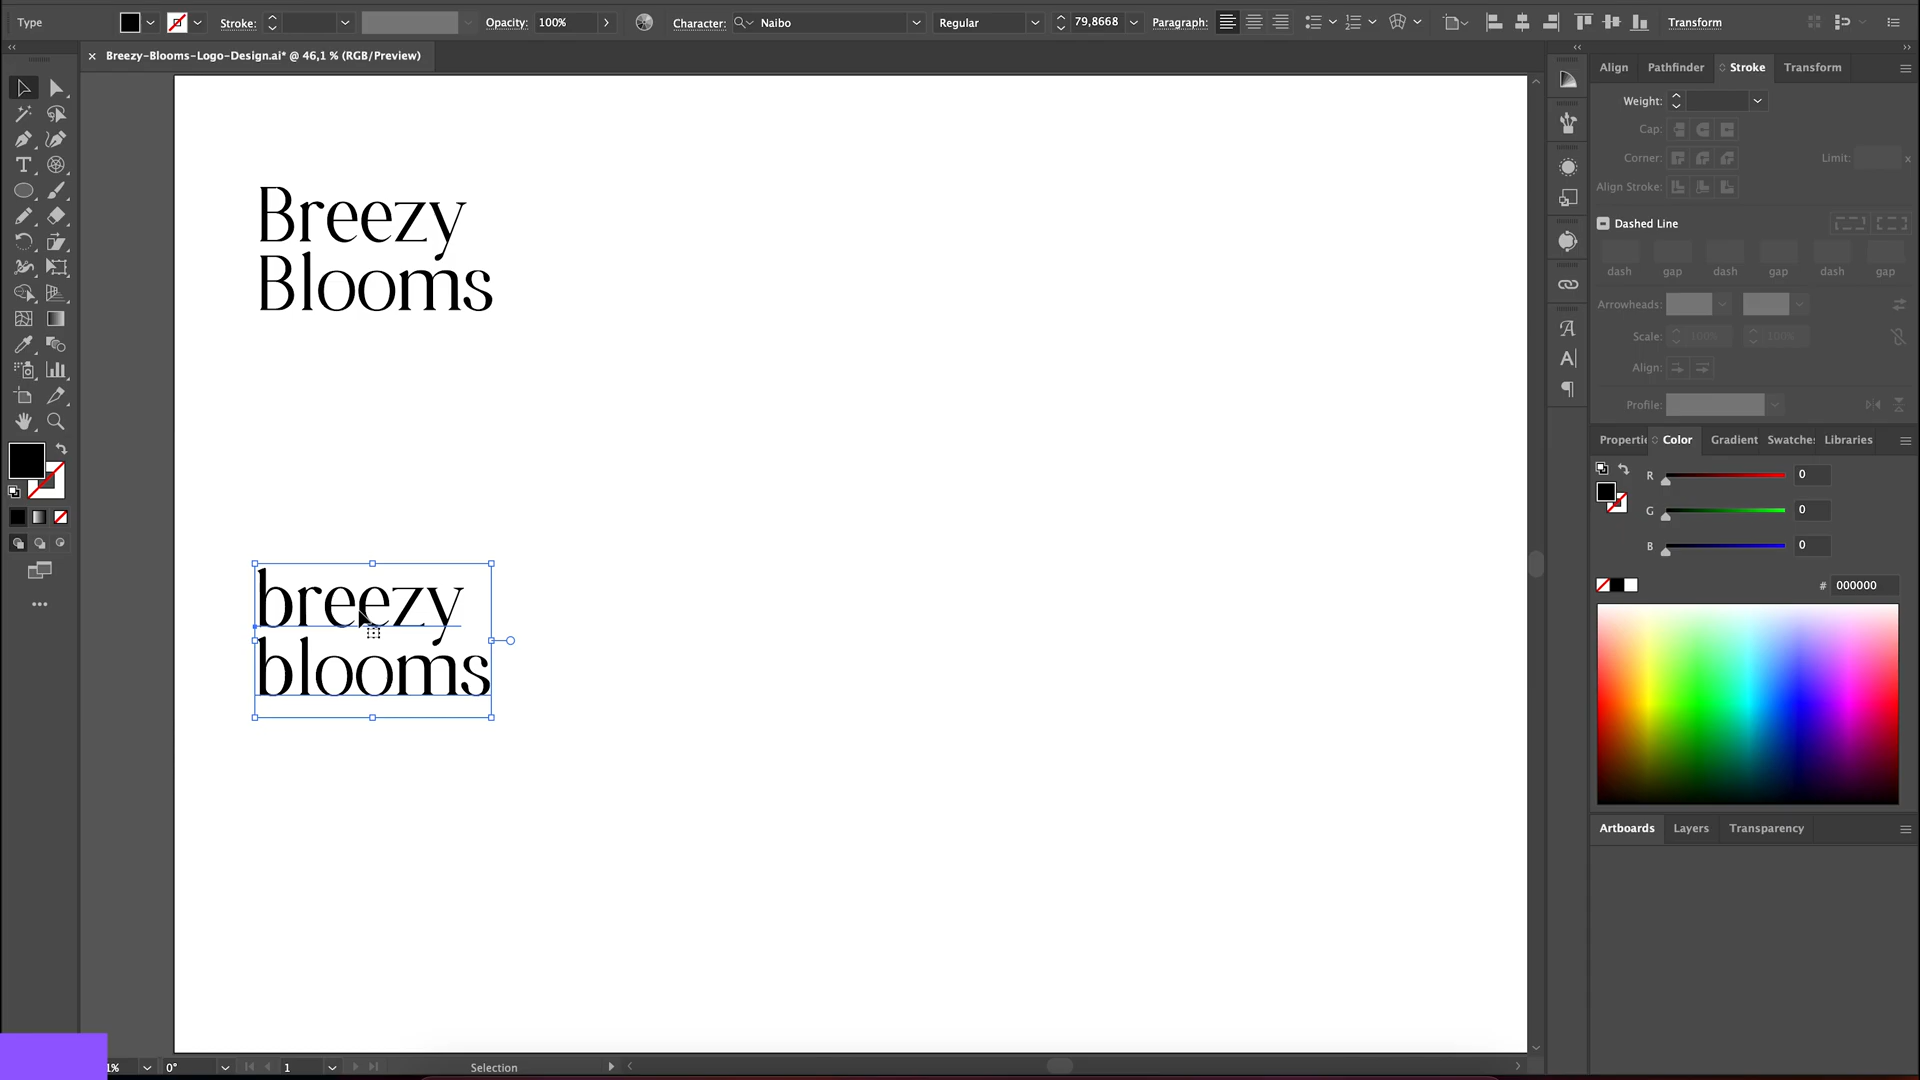 Type
Stroke:
Opacity: 100%
Character: Naibo
Regular
79,8668
Paragraph:
Transform
Breezy-Blooms-Logo-Design.ai* @ 46,1 % (RGB/Preview)
Align Pathfinder Stroke Transform
Weight:
Cap:
Corner:
Limit: x
Align Stroke:
Dashed Line
dash gap dash gap dash gap
Arrowheads:
Scale: 100% 100%
Align:
Profile:
Breezy
Blooms
breezy
blooms
Properti Color Gradient Swatche Libraries
R 0
G 0
B 0
# 000000
Artboards Layers Transparency
% 0° 1 Selection